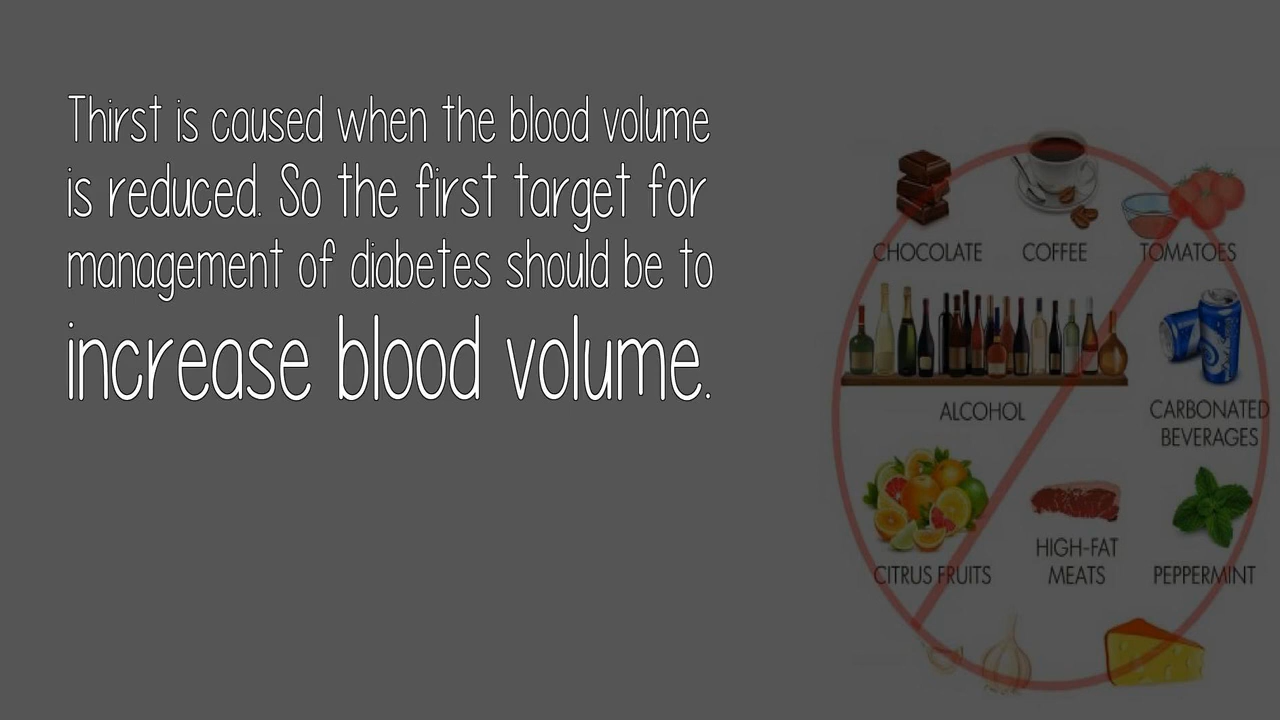 Thirst is caused when the blood volume
is reduced. So the first target for
management of diabetes should be to
increase blood volume.
CHOCOLATE
COFFEE
TOMATOES
ALCOHOL
CARBONATED
BEVERAGES
CITRUS FRUITS
HIGH-FAT
MEATS
PEPPERMINT